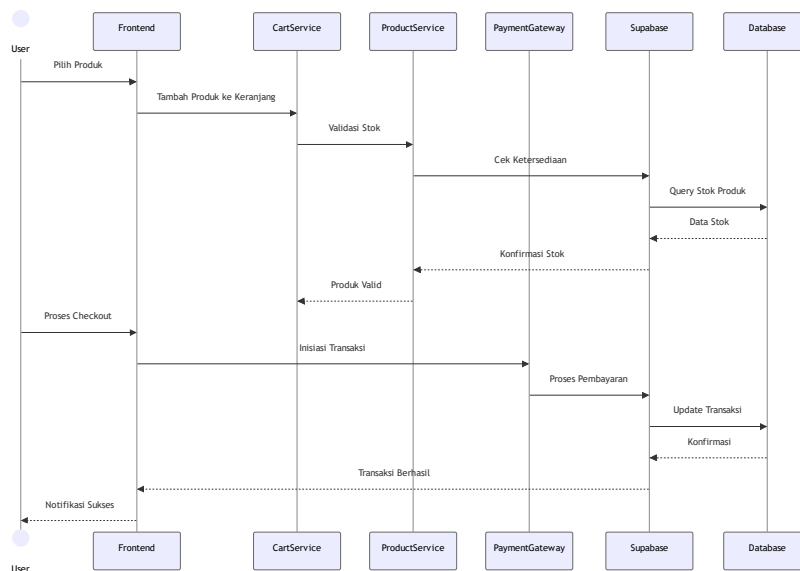 User
Frontend
CartService
ProductService
PaymentGateway
Supabase
Database
Pilih Produk
Tambah Produk ke Keranjang
Validasi Stok
Cek Ketersediaan
Query Stok Produk
Data Stok
Konfirmasi Stok
Produk Valid
Proses Checkout
Inisiasi Transaksi
Proses Pembayaran
Update Transaksi
Konfirmasi
Transaksi Berhasil
Notifikasi Sukses
User
Frontend
CartService
ProductService
PaymentGateway
Supabase
Database